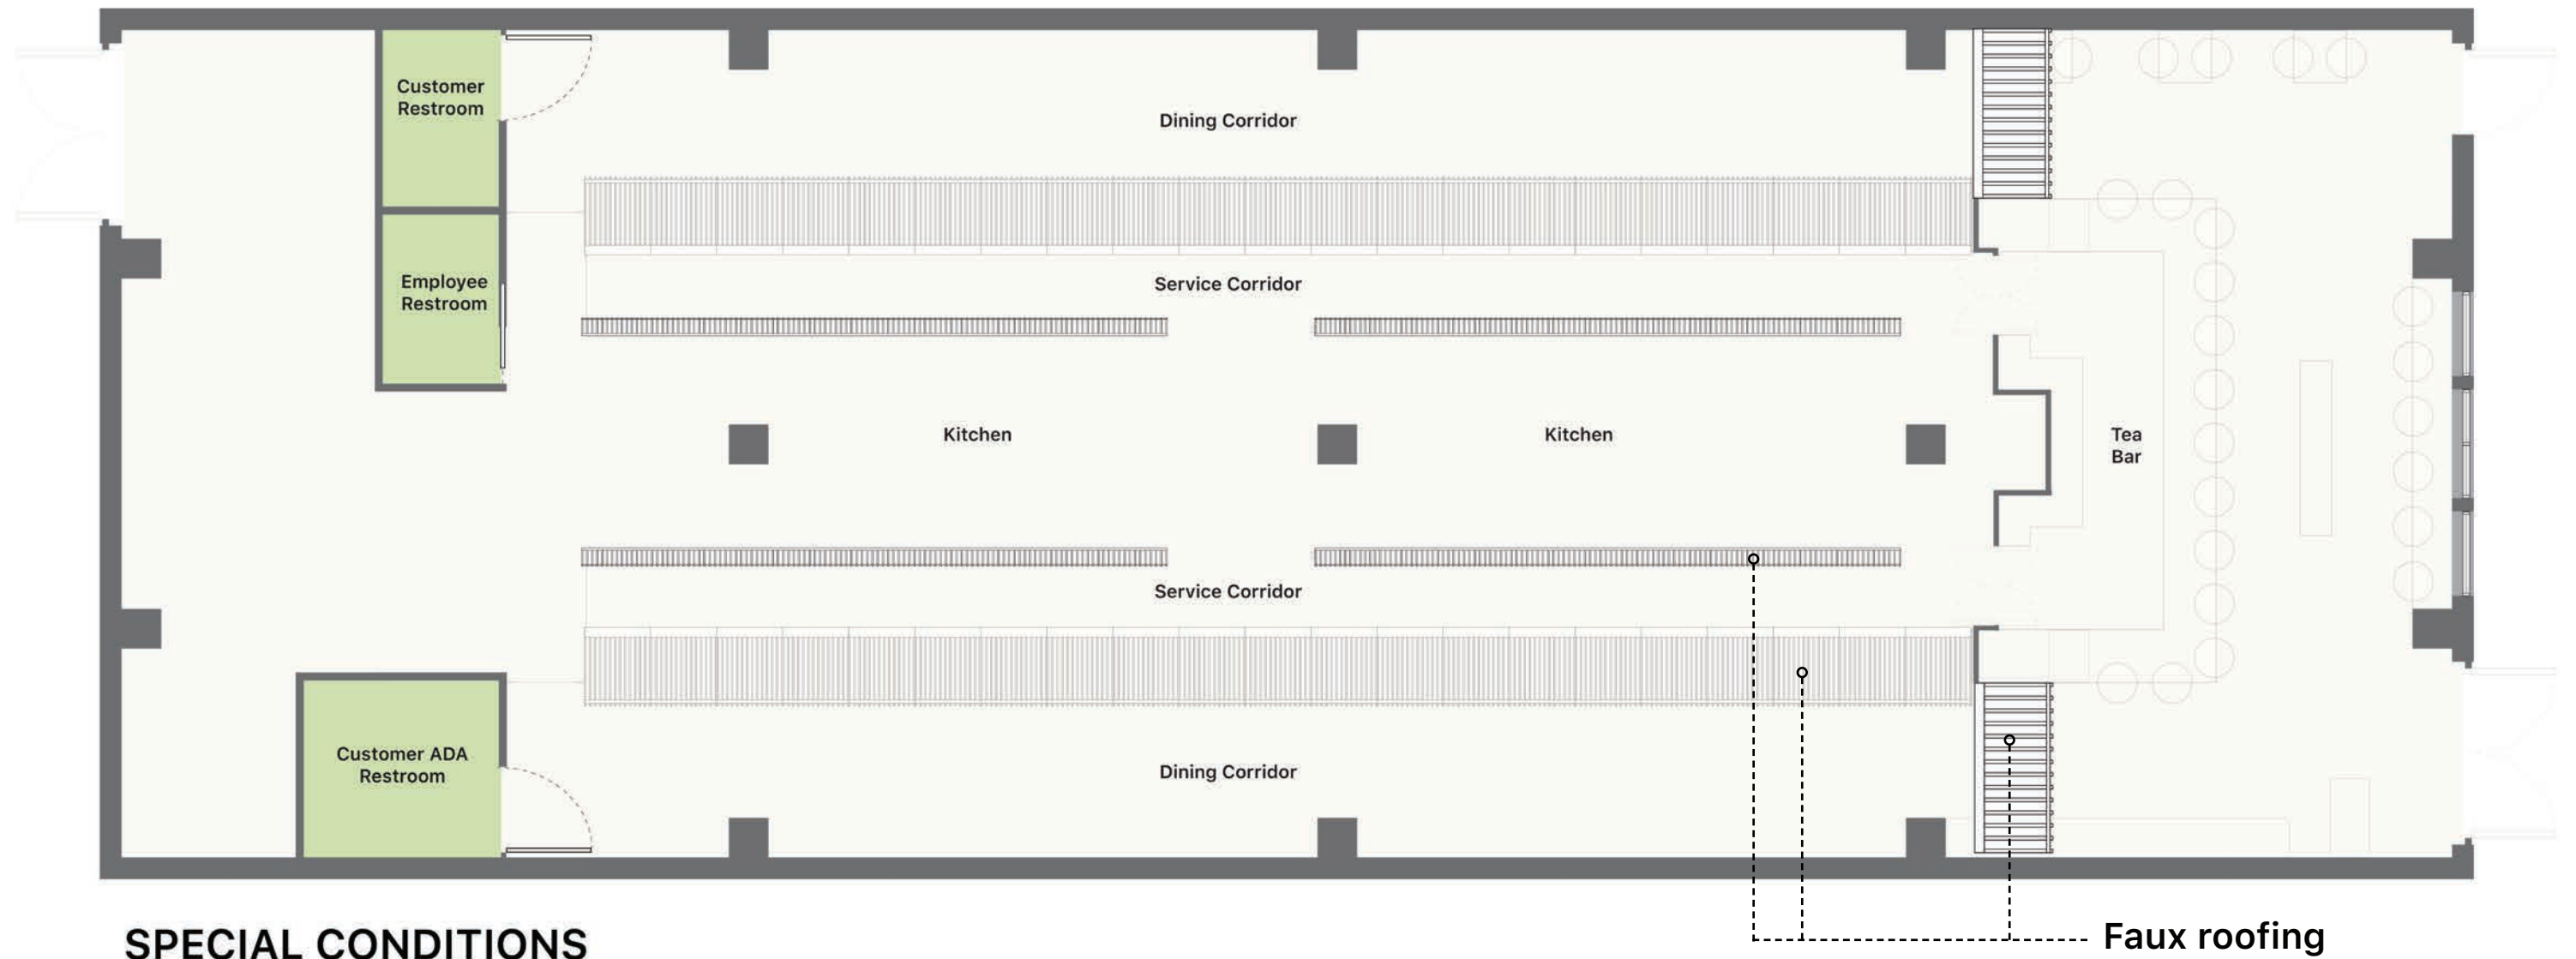 Customer
Restroom
Dining Corridor
Employee
Restroom
Service Corridor
Kitchen
Kitchen
Tea
Bar
Service Corridor
Customer ADA
Restroom
Dining Corridor
SPECIAL CONDITIONS
Faux roofing